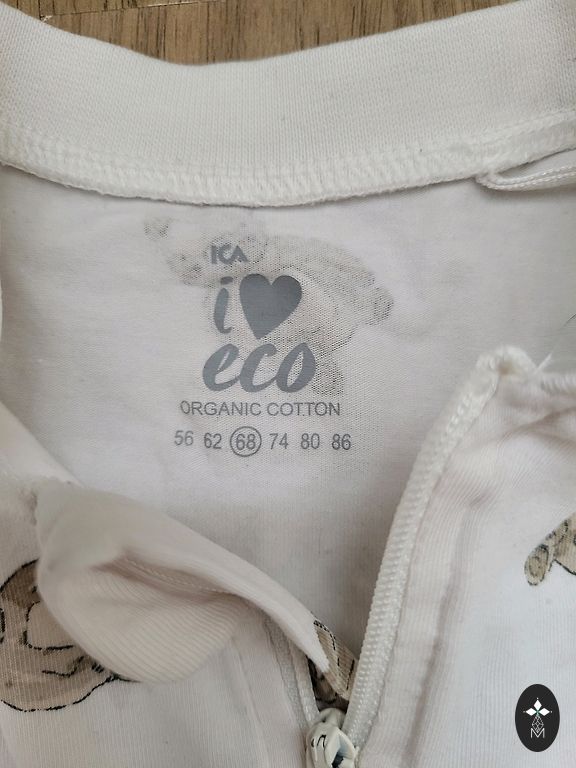 ICA
i♥
eco
ORGANIC COTTON
56 62 68 74 80 86
M